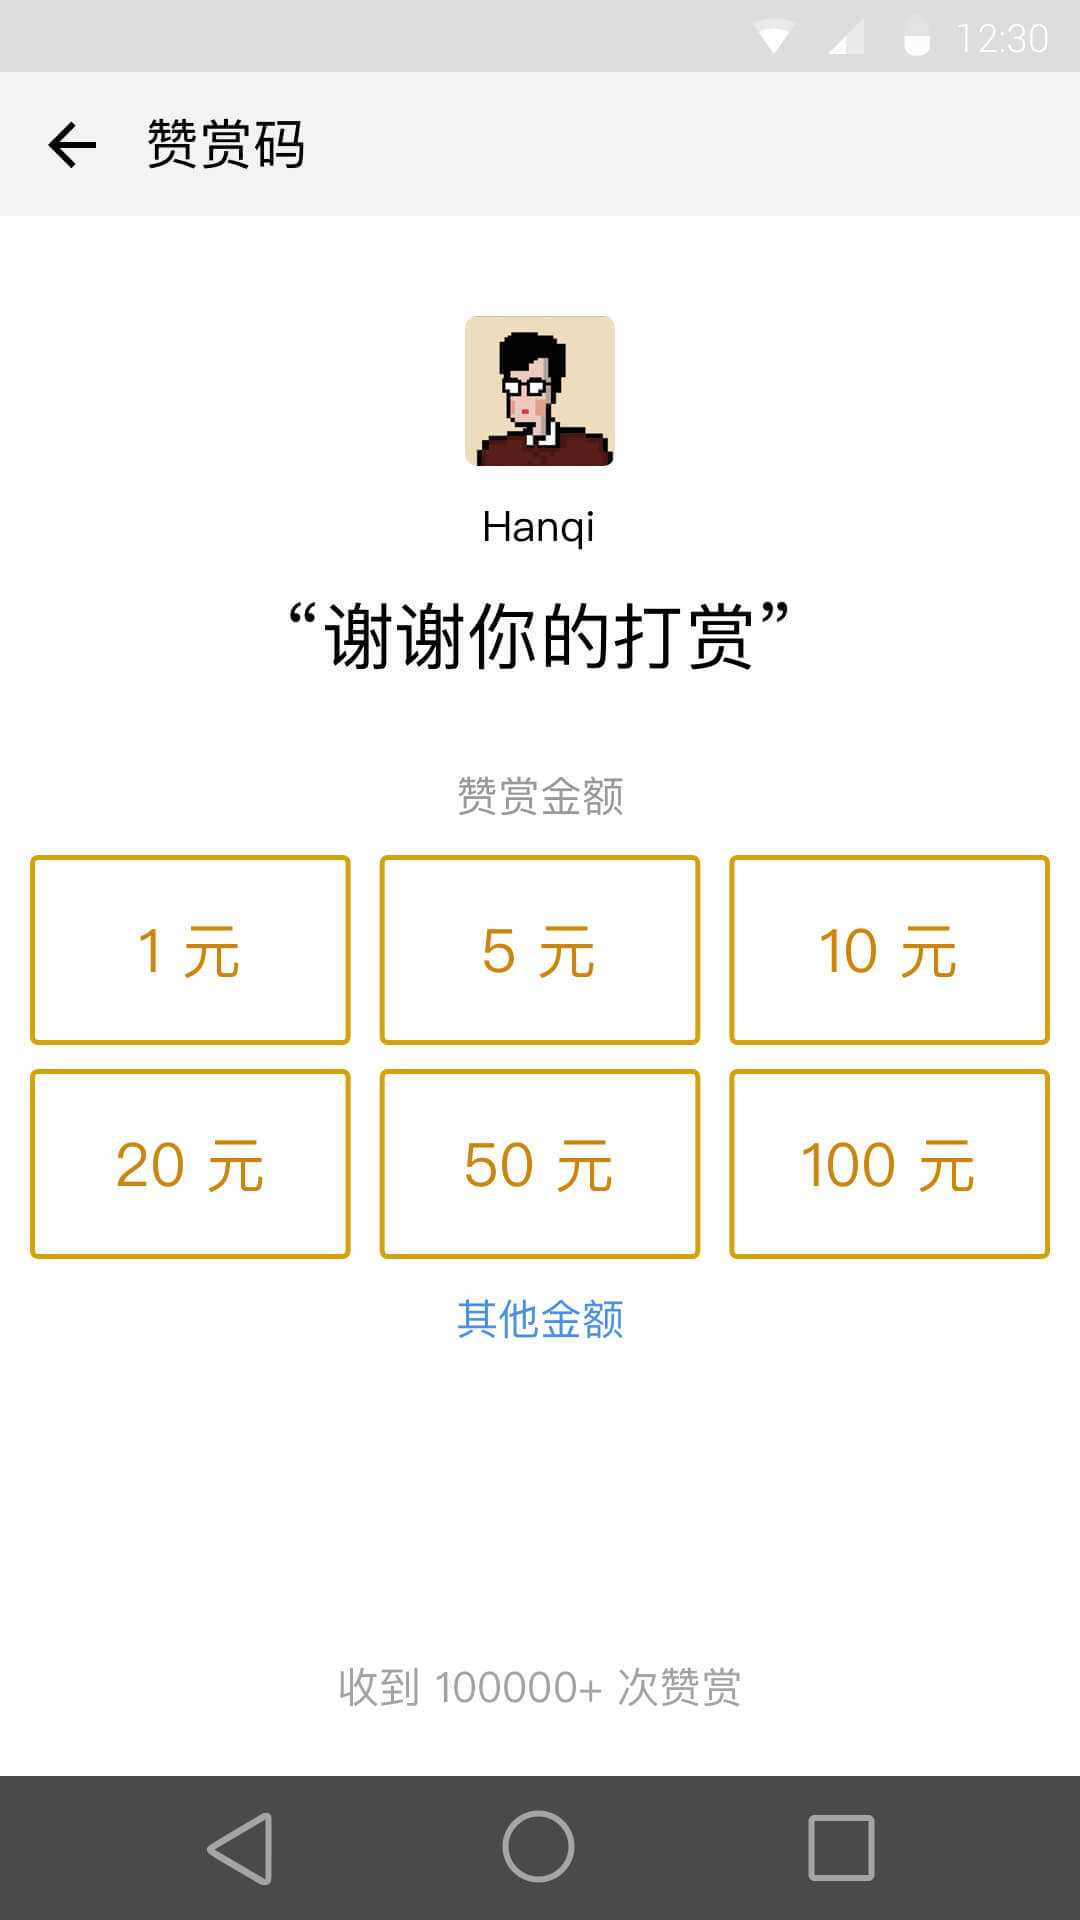 12:30
赞赏码
Hanqi
“谢谢你的打赏”
赞赏金额
1 元 5 元 10 元
20 元 50 元 100 元
其他金额
收到 100000+ 次赞赏